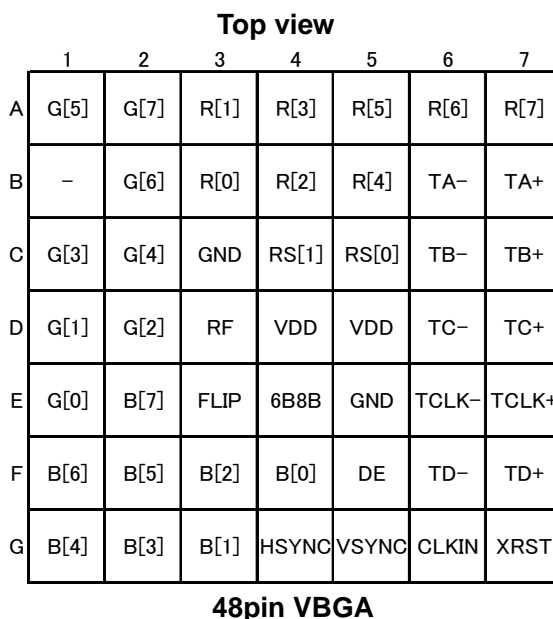 Top view
1 2 3 4 5 6 7
A G[5] G[7] R[1] R[3] R[5] R[6] R[7]
B - G[6] R[0] R[2] R[4] TA- TA+
C G[3] G[4] GND RS[1] RS[0] TB- TB+
D G[1] G[2] RF VDD VDD TC- TC+
E G[0] B[7] FLIP 6B8B GND TCLK- TCLK+
F B[6] B[5] B[2] B[0] DE TD- TD+
G B[4] B[3] B[1] HSYNC VSYNC CLKIN XRST
48pin VBGA